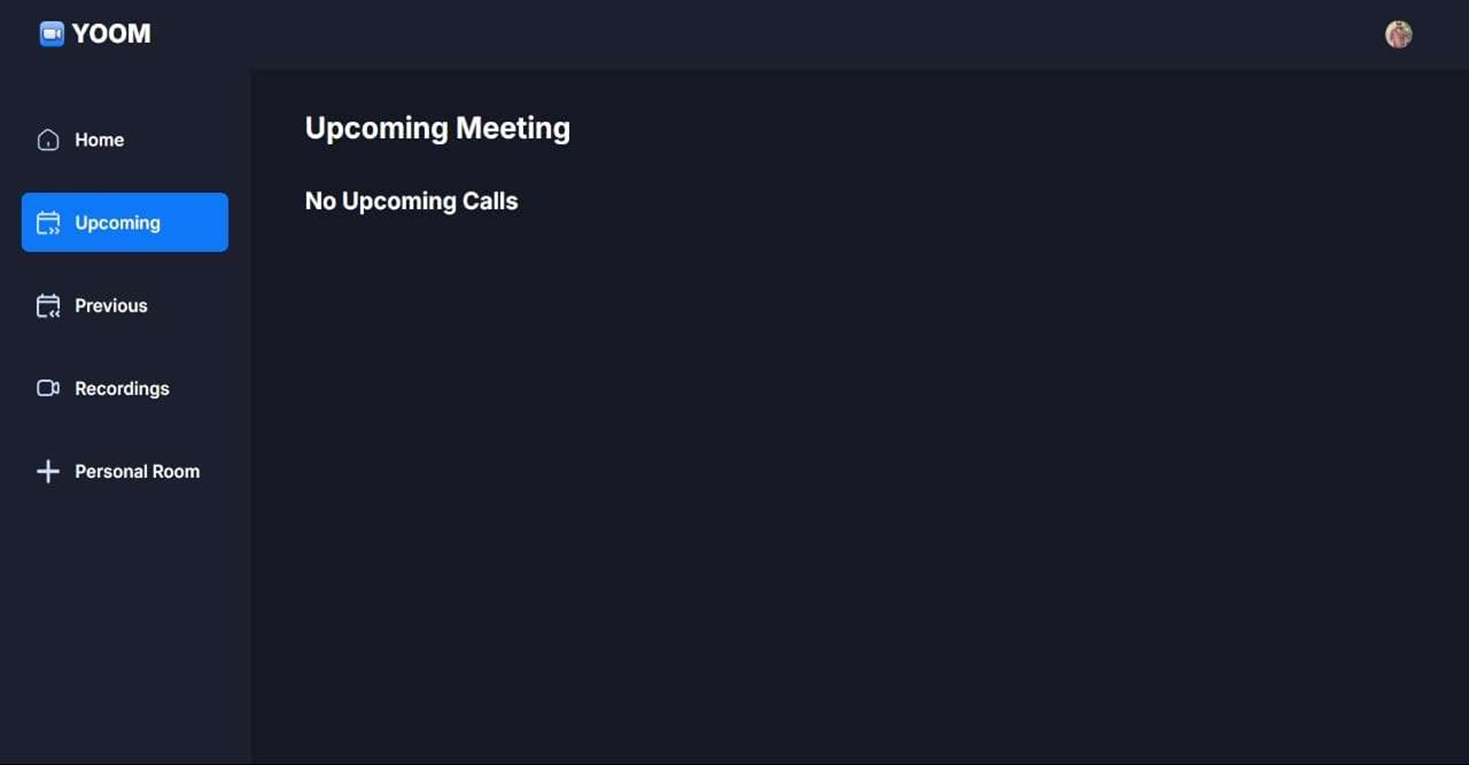 YOOM
Home
Upcoming
Previous
Recordings
Personal Room
Upcoming Meeting
No Upcoming Calls